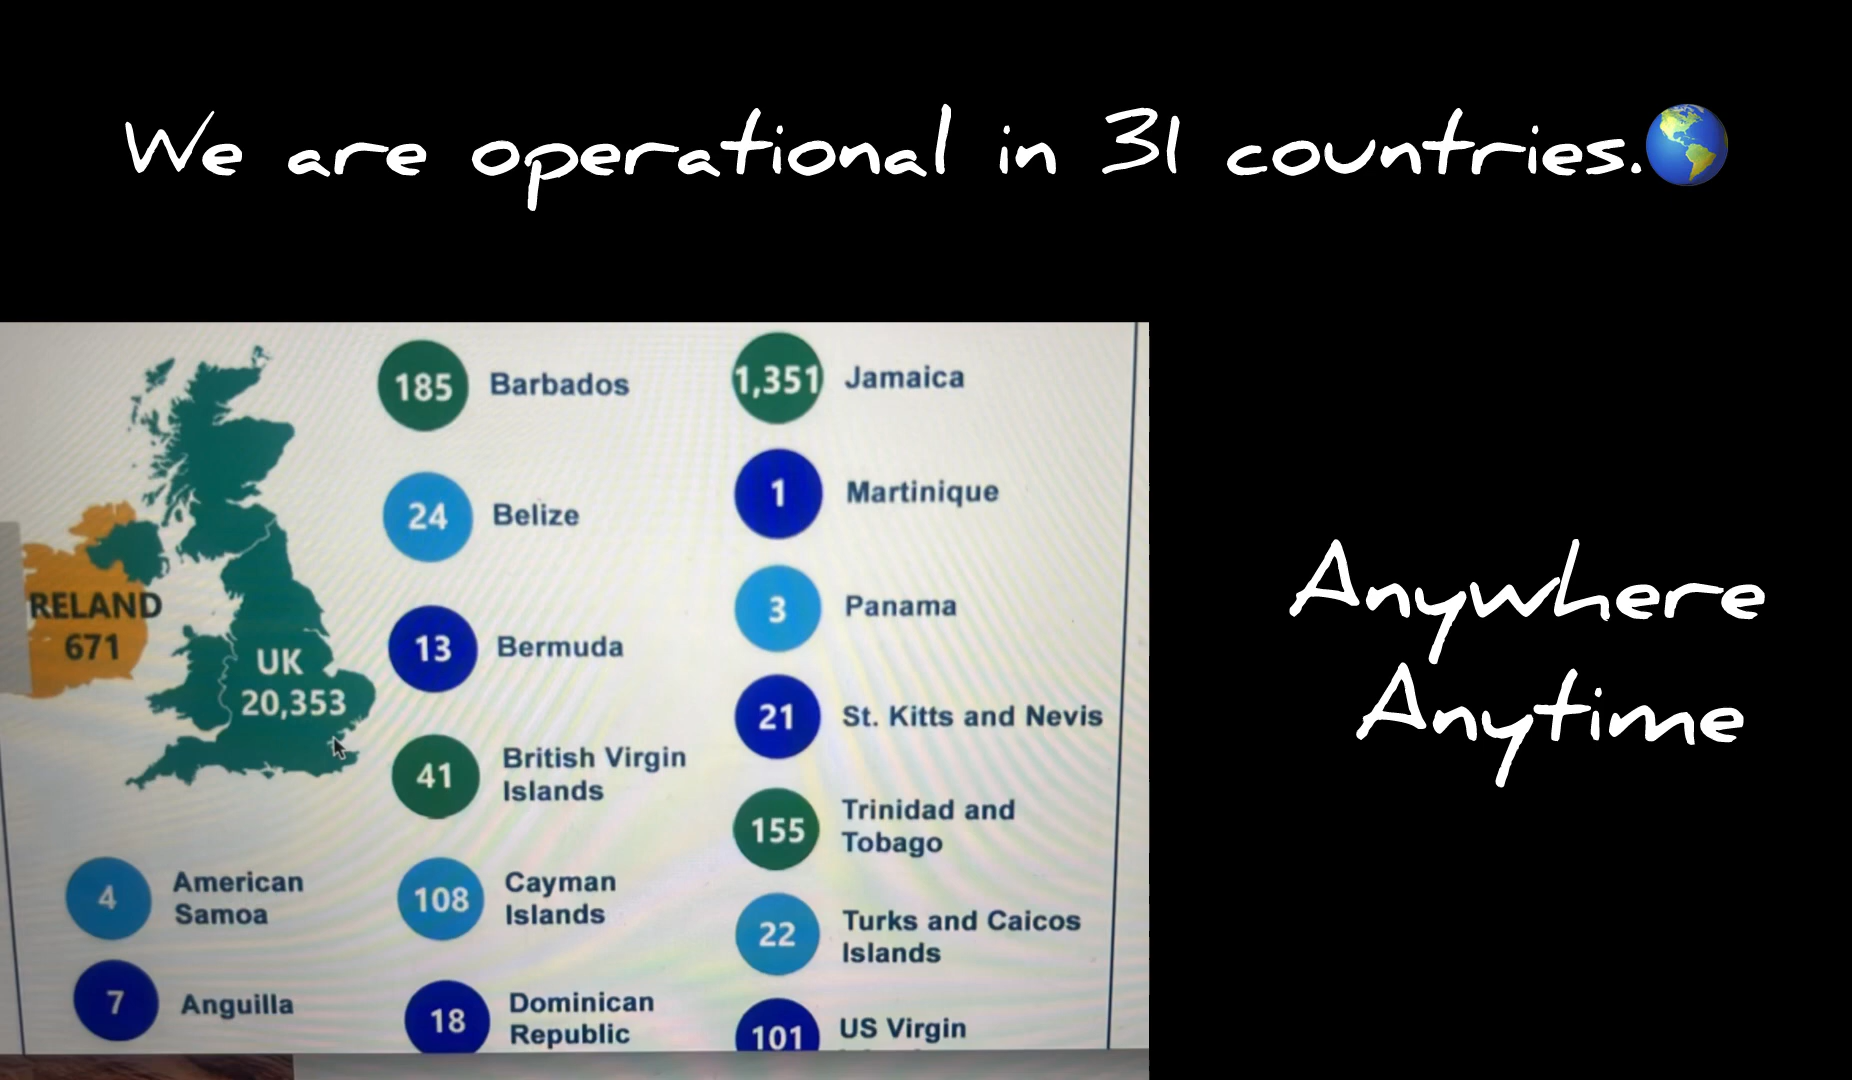 We are operational in 31 countries.🌎
RELAND
671
UK
20,353
4
American
Samoa
7
Anguilla
185
Barbados
24
Belize
13
Bermuda
41
British Virgin
Islands
108
Cayman
Islands
18
Dominican
Republic
1,351
Jamaica
1
Martinique
3
Panama
21
St. Kitts and Nevis
155
Trinidad and
Tobago
22
Turks and Caicos
Islands
101
US Virgin
Anywhere
Anytime